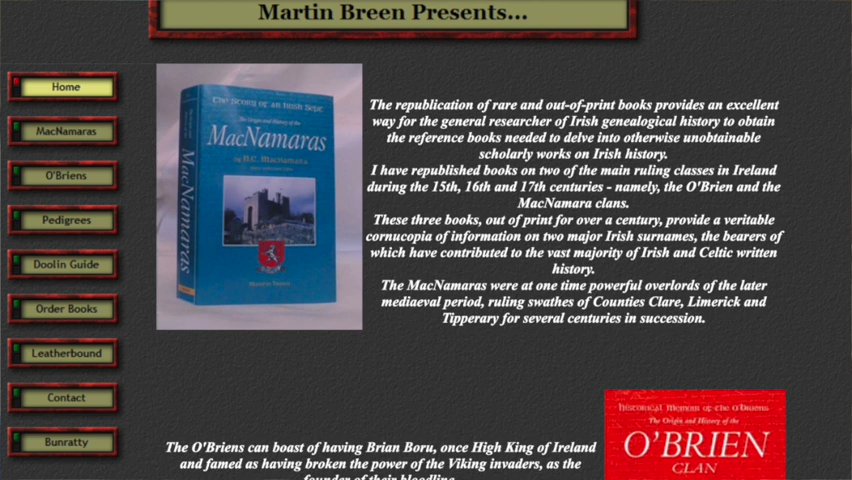 Martin Breen Presents...
Home
MacNamaras
O'Briens
Pedigrees
Doolin Guide
Order Books
Leatherbound
Contact
Bunratty
The Story of an Irish Sept
The Origin and History of the
MacNamaras
by N.C. Macnamara
Martin Breen
MacNamaras
The republication of rare and out-of-print books provides an excellent
way for the general researcher of Irish genealogical history to obtain
the reference books needed to delve into otherwise unobtainable
scholarly works on Irish history.
I have republished books on two of the main ruling classes in Ireland
during the 15th, 16th and 17th centuries - namely, the O'Brien and the
MacNamara clans.
These three books, out of print for over a century, provide a veritable
cornucopia of information on two major Irish surnames, the bearers of
which have contributed to the vast majority of Irish and Celtic written
history.
The MacNamaras were at one time powerful overlords of the later
mediaeval period, ruling swathes of Counties Clare, Limerick and
Tipperary for several centuries in succession.
The O'Briens can boast of having Brian Boru, once High King of Ireland
and famed as having broken the power of the Viking invaders, as the
founder of their bloodline
Historical Memoir of the O'Briens
The Origin and History of the
O'BRIEN
CLAN